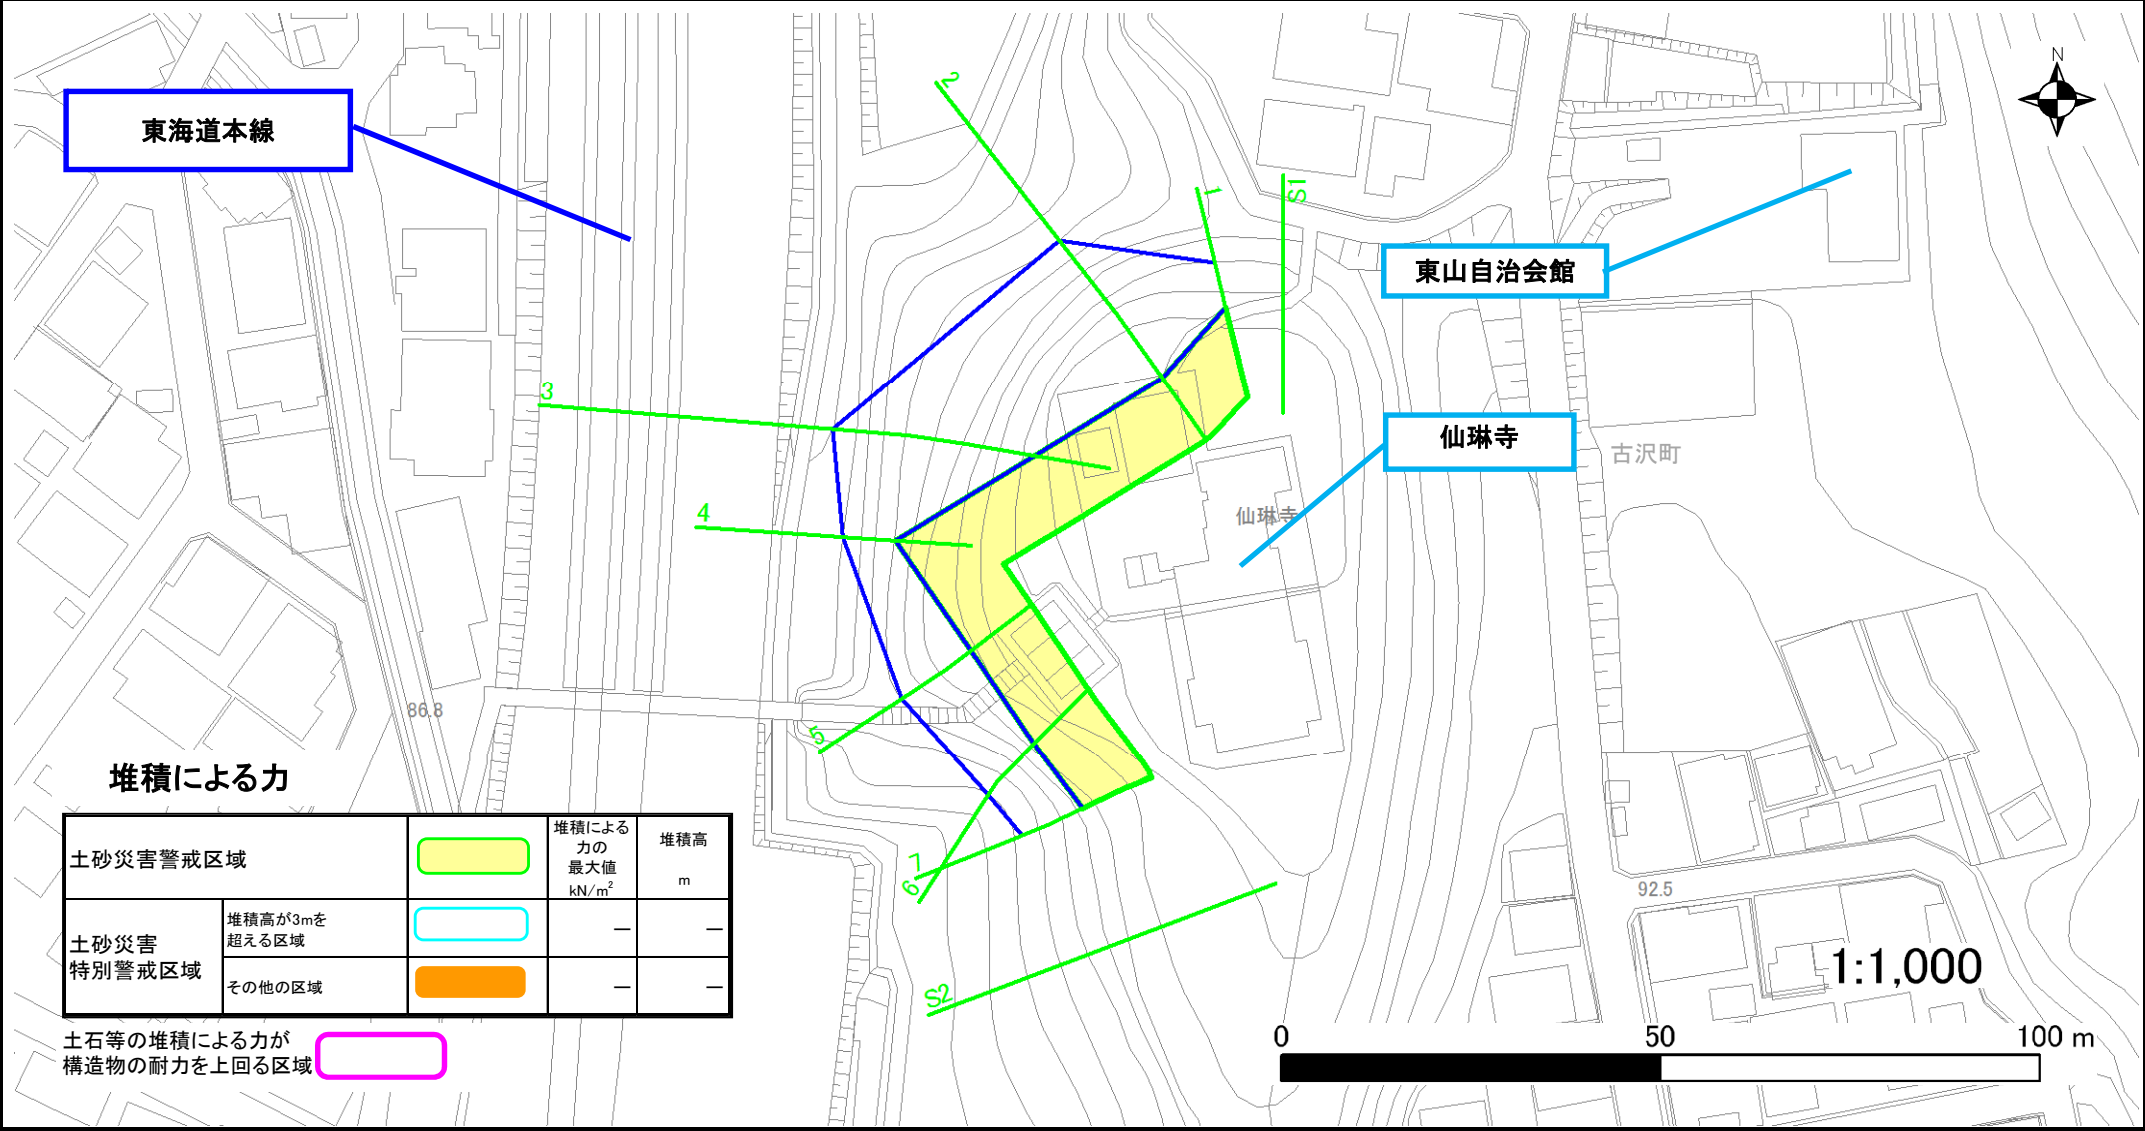 N
東海道本線
2
1
S1
東山自治会館
3
仙琳寺
古沢町
4
仙琳寺
86.8
5
堆積による力
土砂災害警戒区域
堆積による
力の
最大値
kN/m²
堆積高
m
7
6
92.5
土砂災害
特別警戒区域
堆積高が3mを
超える区域
－
－
その他の区域
－
－
S2
1:1,000
土石等の堆積による力が
構造物の耐力を上回る区域
0
50
100 m